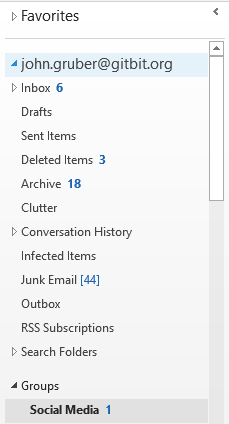 Favorites
john.gruber@gitbit.org
Inbox 6
Drafts
Sent Items
Deleted Items 3
Archive 18
Clutter
Conversation History
Infected Items
Junk Email [44]
Outbox
RSS Subscriptions
Search Folders
Groups
Social Media 1